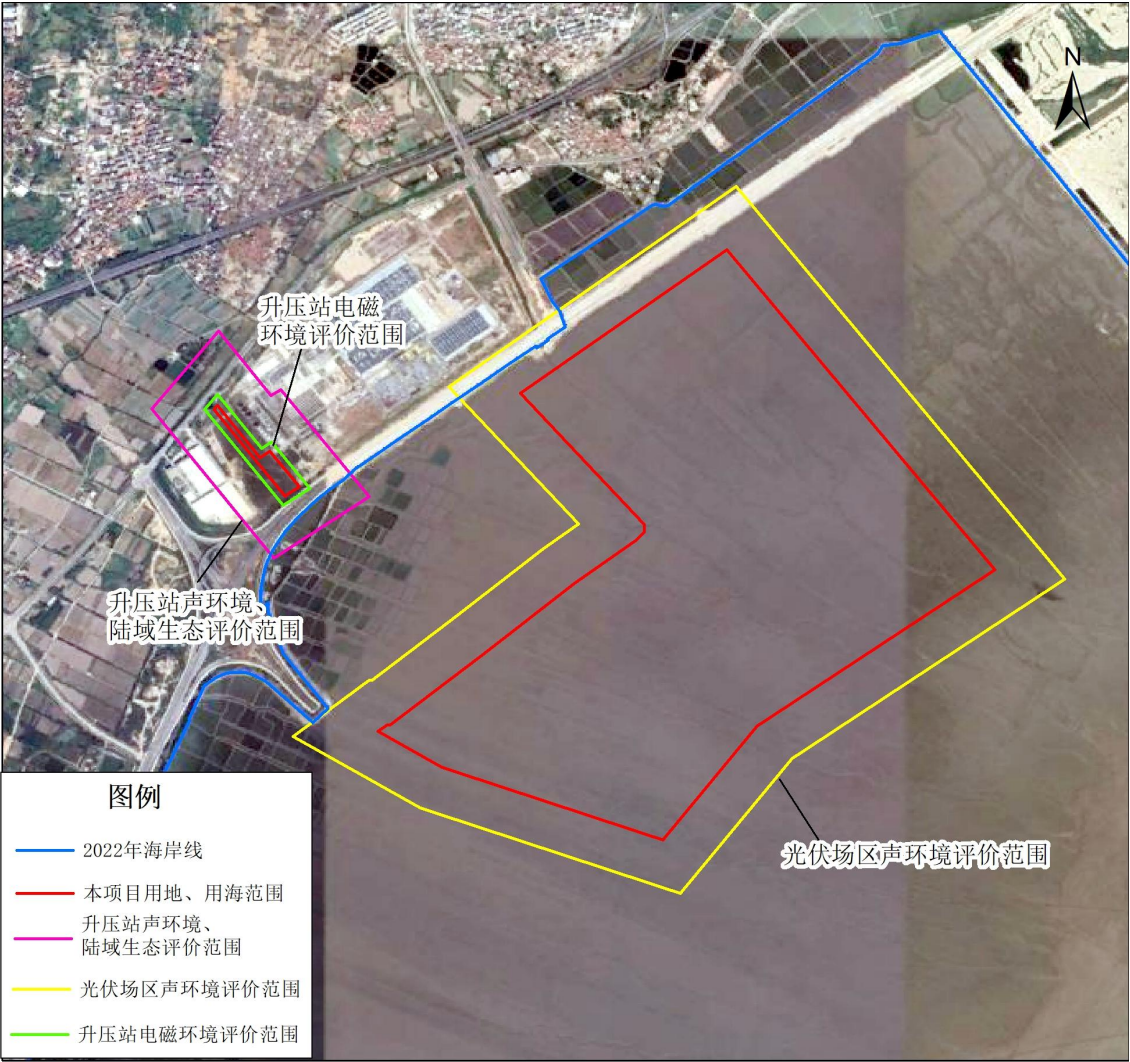 N
升压站电磁
环境评价范围
升压站声环境、
陆域生态评价范围
光伏场区声环境评价范围
图例
2022年海岸线
本项目用地、用海范围
升压站声环境、
陆域生态评价范围
光伏场区声环境评价范围
升压站电磁环境评价范围